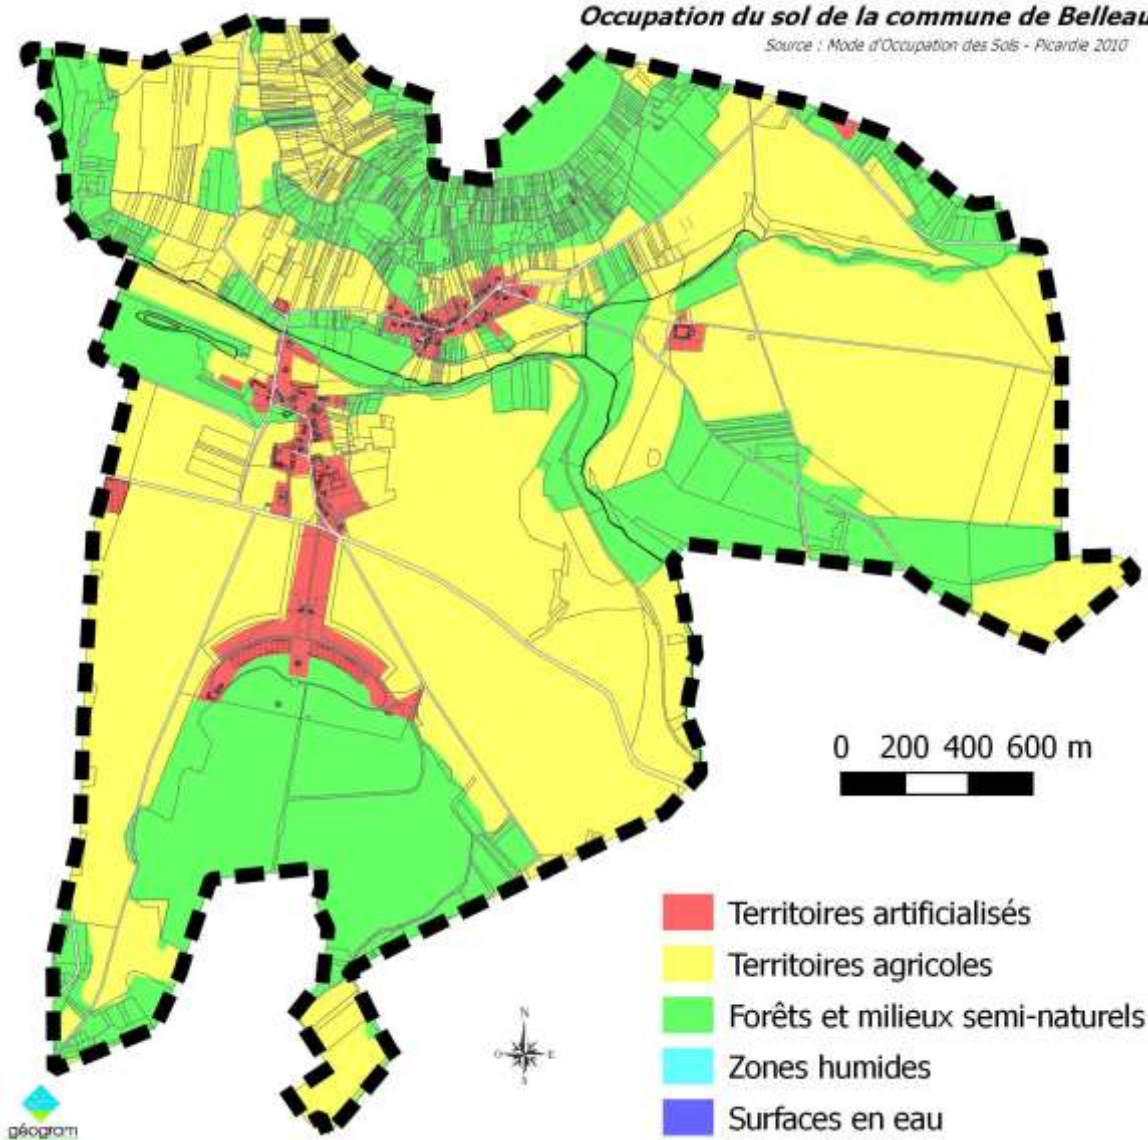 Occupation du sol de la commune de Belleau
Source : Mode d'Occupation des Sols - Picardie 2010
0 200 400 600 m
Territoires artificialisés
Territoires agricoles
Forêts et milieux semi-naturels
Zones humides
Surfaces en eau
N
O E
S
géogram